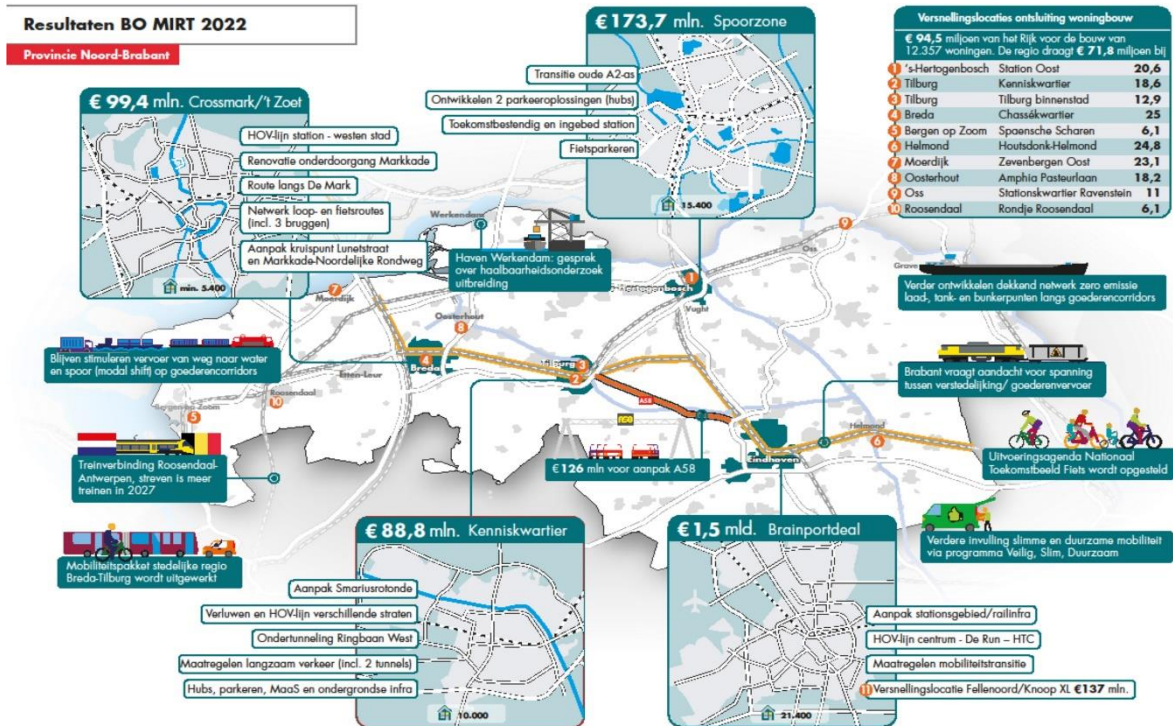 Resultaten BO MIRT 2022
Provincie Noord-Brabant
€ 99,4 mln. Crossmark/'t Zoet
HOV-lijn station - westen stad
Renovatie onderdoorgang Markkade
Route langs De Mark
Netwerk loop- en fietsroutes
(incl. 3 bruggen)
Aanpak kruispunt Lunetstraat
en Markkade-Noordelijke Rondweg
min. 5.400
€ 173,7 mln. Spoorzone
Transitie oude A2-as
Ontwikkelen 2 parkeeroplossingen (hubs)
Toekomstbestendig en ingebed station
Fietsparkeren
15.400
Versnellingslocaties ontsluiting woningbouw
€ 94,5 miljoen van het Rijk voor de bouw van
12.357 woningen. De regio draagt € 71,8 miljoen bij
1 's-Hertogenbosch Station Oost 20,6
2 Tilburg Kenniskwartier 18,6
3 Tilburg Tilburg binnenstad 12,9
4 Breda Chassékwartier 25
5 Bergen op Zoom Spaensche Scharen 6,1
6 Helmond Houtsdonk-Helmond 24,8
7 Moerdijk Zevenbergen Oost 23,1
8 Oosterhout Amphia Pasteurlaan 18,2
9 Oss Stationskwartier Ravenstein 11
10 Roosendaal Rondje Roosendaal 6,1
Werkendam
Haven Werkendam: gesprek
over haalbaarheidsonderzoek
uitbreiding
9
Oss
Grave
1
Hertogenbosch
Vught
7
Moerdijk
Oosterhout
8
Verder ontwikkelen dekkend netwerk zero emissie
laad-, tank- en bunkerpunten langs goederencorridors
Blijven stimuleren vervoer van weg naar water
en spoor (modal shift) op goederencorridors
4
Breda
Etten-Leur
Tilburg
3
2
A58
Brabant vraagt aandacht voor spanning
tussen verstedelijking/ goederenvervoer
Roosendaal
10
Bergen op Zoom
5
Helmond
6
Eindhoven
Treinverbinding Roosendaal-
Antwerpen, streven is meer
treinen in 2027
€ 126 mln voor aanpak A58
Uitvoeringsagenda Nationaal
Toekomstbeeld Fiets wordt opgesteld
Mobiliteitspakket stedelijke regio
Breda-Tilburg wordt uitgewerkt
Verdere invulling slimme en duurzame mobiliteit
via programma Veilig, Slim, Duurzaam
€ 88,8 mln. Kenniskwartier
Aanpak Smariusrotonde
Verluwen en HOV-lijn verschillende straten
Ondertunneling Ringbaan West
Maatregelen langzaam verkeer (incl. 2 tunnels)
Hubs, parkeren, MaaS en ondergrondse infra
10.000
€ 1,5 mld. Brainportdeal
Aanpak stationsgebied/railinfra
HOV-lijn centrum - De Run – HTC
Maatregelen mobiliteitstransitie
11 Versnellingslocatie Fellenoord/Knoop XL €137 mln.
21.400